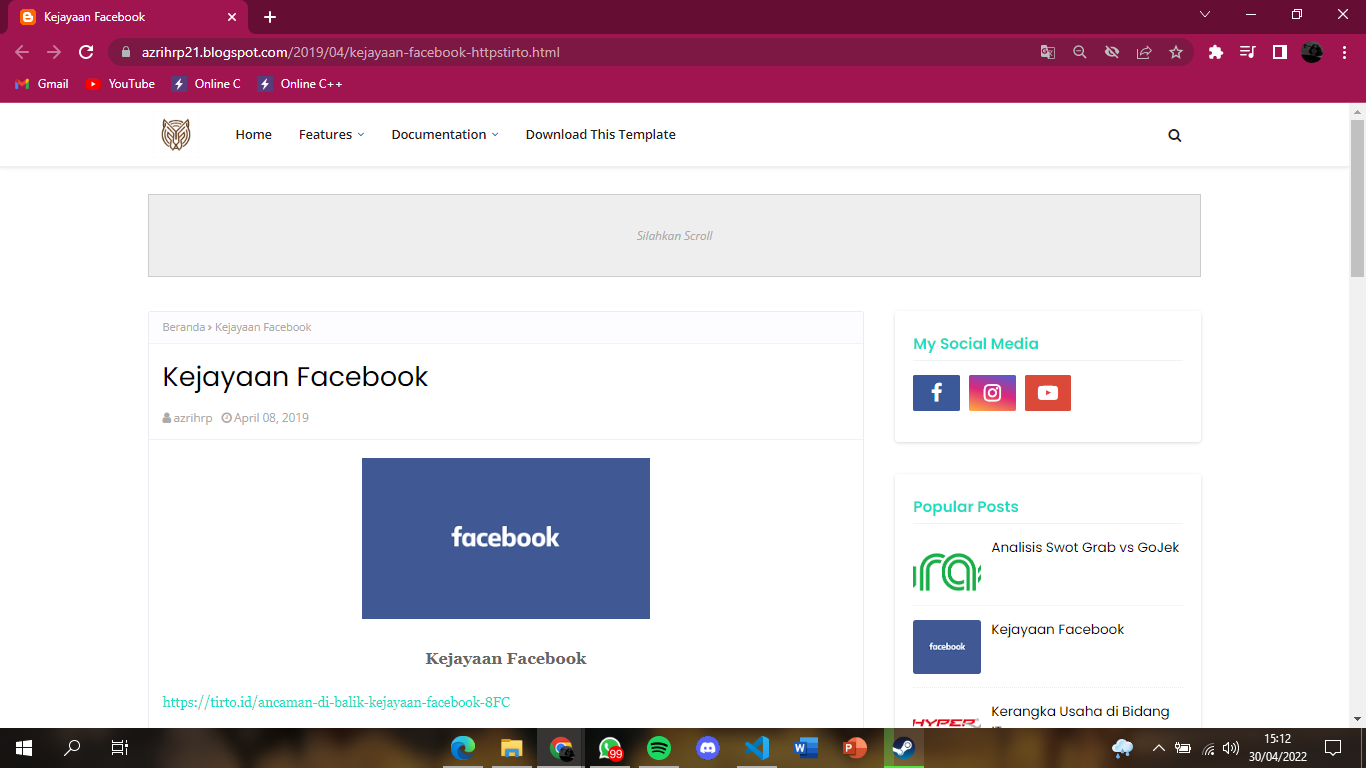 Kejayaan Facebook
azrihrp21.blogspot.com/2019/04/kejayaan-facebook-httpstirto.html
Gmail YouTube Online C Online C++
Home Features Documentation Download This Template
Silahkan Scroll
Beranda › Kejayaan Facebook
Kejayaan Facebook
azrihrp April 08, 2019
facebook
Kejayaan Facebook
https://tirto.id/ancaman-di-balik-kejayaan-facebook-8FC
My Social Media
Popular Posts
Analisis Swot Grab vs GoJek
facebook
Kejayaan Facebook
HYPER
Kerangka Usaha di Bidang
99
15:12
30/04/2022